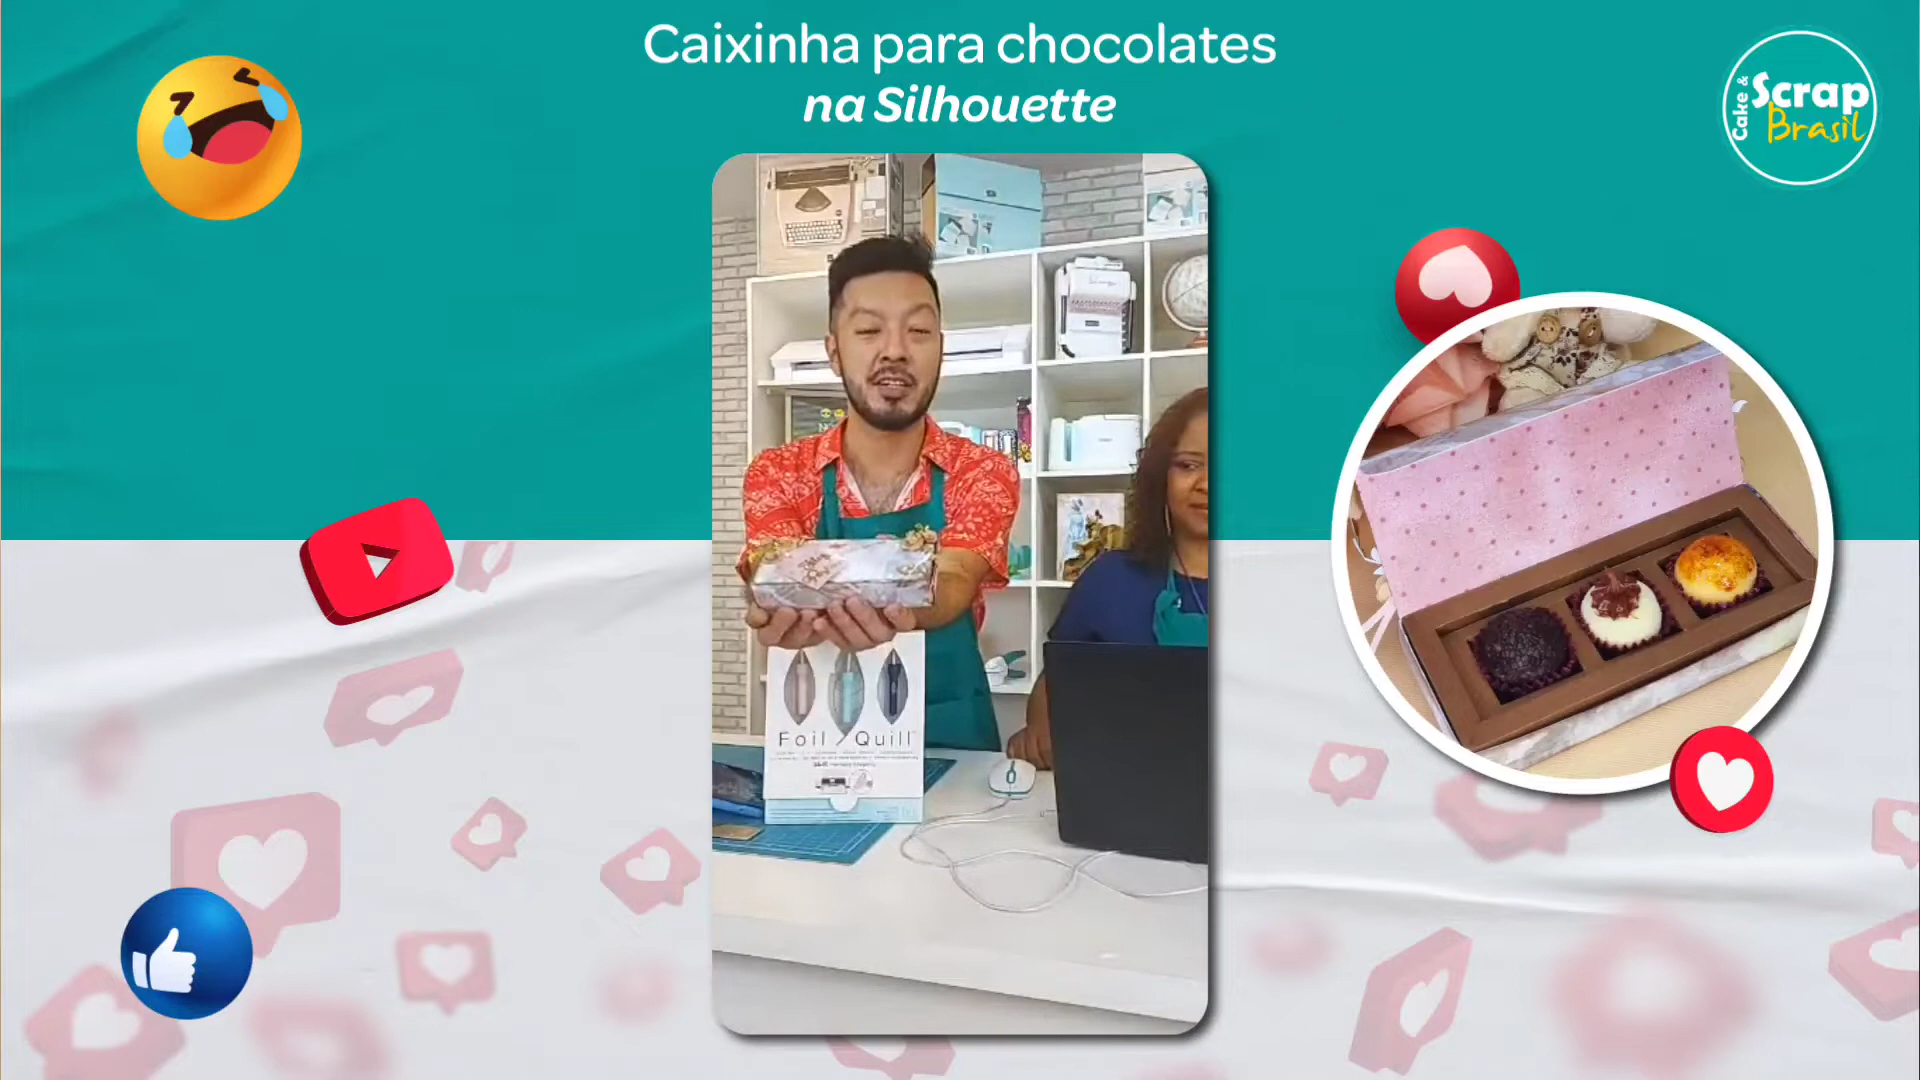 Caixinha para chocolates
na Silhouette
Cake &
Scrap
Brasil
Foil Quill